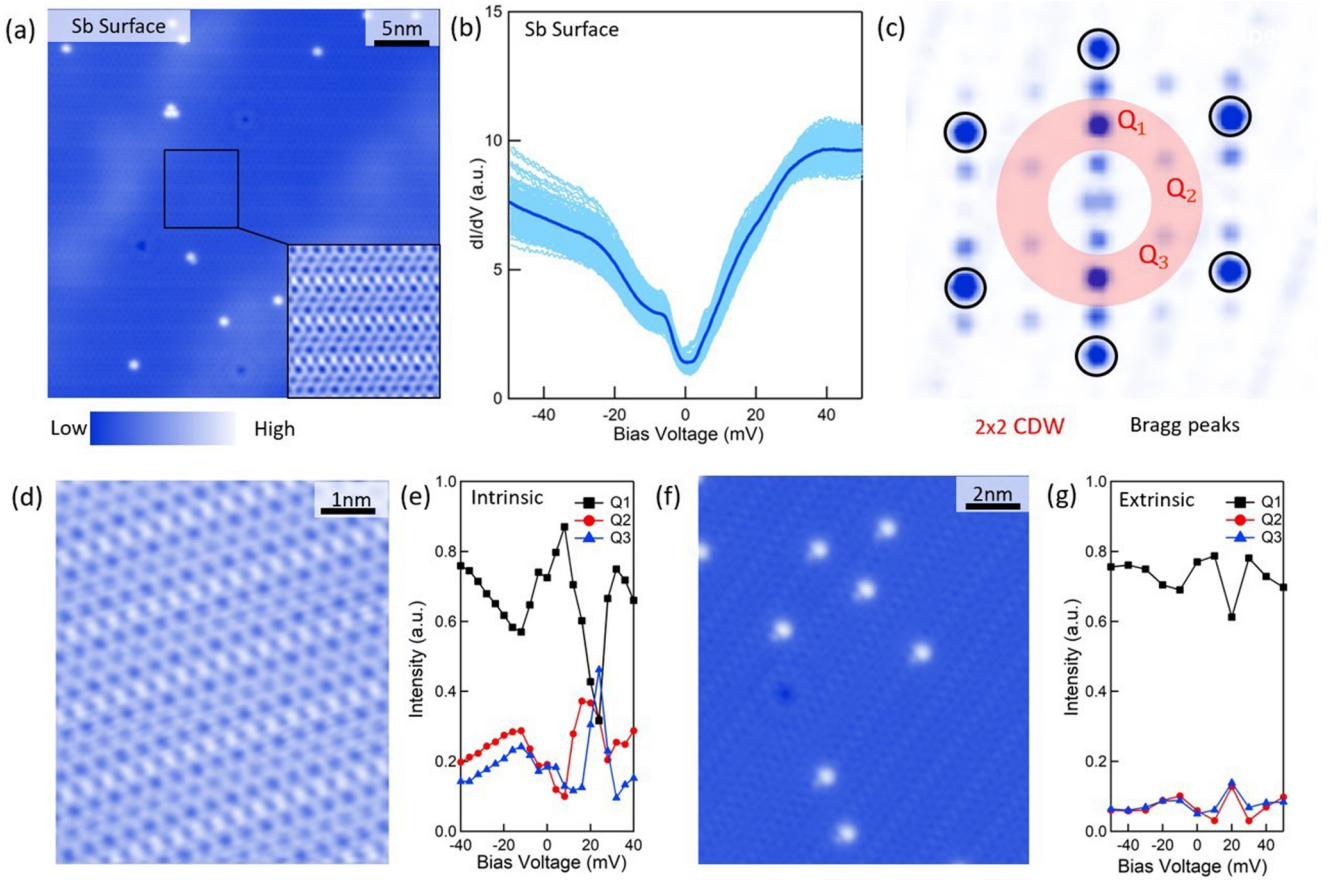 (a)
Sb Surface
5nm
Low
High
(b)
Sb Surface
15
10
5
0
dI/dV (a.u.)
-40
-20
0
20
40
Bias Voltage (mV)
(c)
Q1
Q2
Q3
2x2 CDW
Bragg peaks
(d)
1nm
(e)
Intrinsic
Q1
Q2
Q3
1.0
0.8
0.6
0.4
0.2
0.0
Intensity (a.u.)
-40
-20
0
20
40
Bias Voltage (mV)
(f)
2nm
(g)
Extrinsic
Q1
Q2
Q3
1.0
0.8
0.6
0.4
0.2
0.0
Intensity (a.u.)
-40
-20
0
20
40
Bias Voltage (mV)